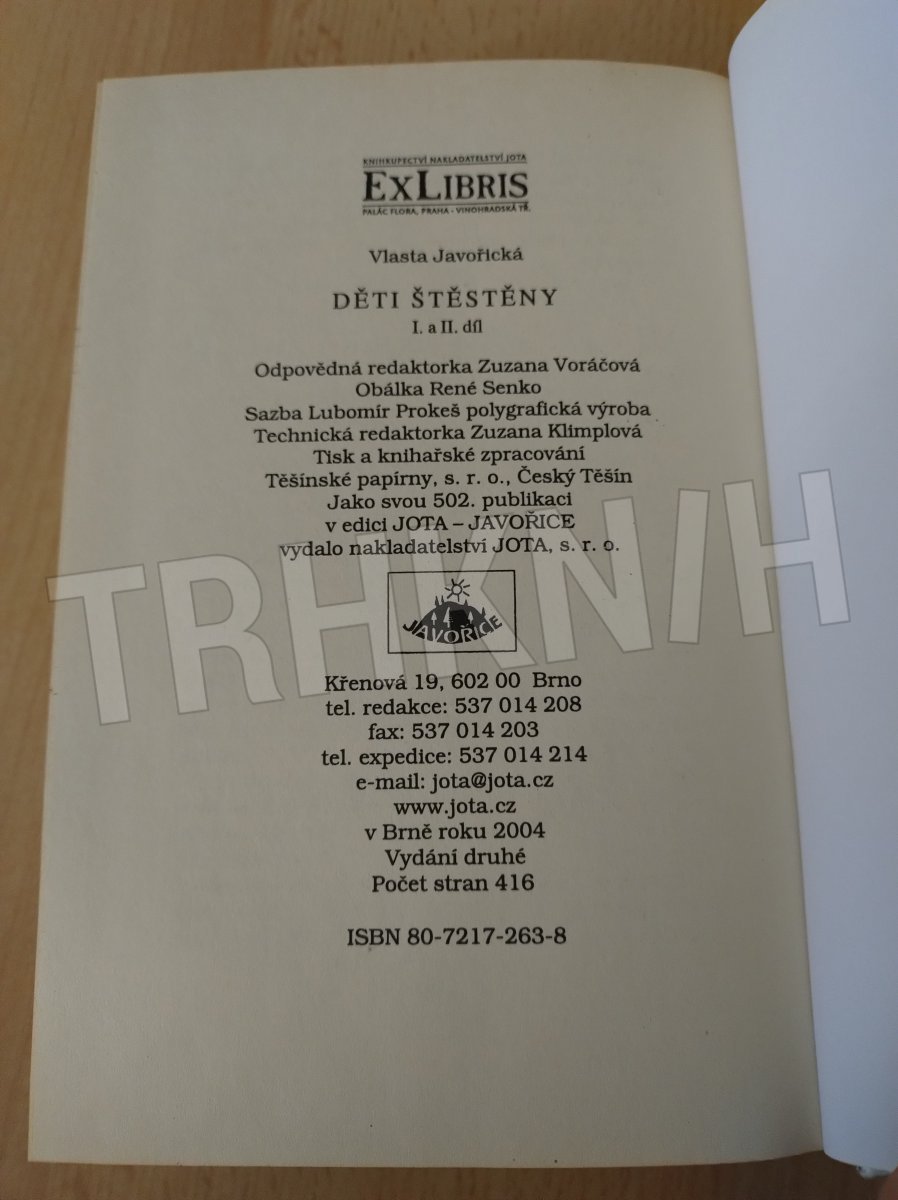 KNIHKUPECTVÍ NAKLADATELSTVÍ JOTA
EXLIBRIS
PALÁC FLORA, PRAHA - VINOHRADSKÁ TŘ.
Vlasta Javořická
DĚTI ŠTĚSTĚNY
I. a II. díl
Odpovědná redaktorka Zuzana Voráčová
Obálka René Senko
Sazba Lubomír Prokeš polygrafická výroba
Technická redaktorka Zuzana Klimplová
Tisk a knihařské zpracování
Těšínské papírny, s. r. o., Český Těšín
Jako svou 502. publikaci
v edici JOTA – JAVOŘICE
vydalo nakladatelství JOTA, s. r. o.
TRHKNIH
JAVOŘICE
Křenová 19, 602 00 Brno
tel. redakce: 537 014 208
fax: 537 014 203
tel. expedice: 537 014 214
e-mail: jota@jota.cz
www.jota.cz
v Brně roku 2004
Vydání druhé
Počet stran 416
ISBN 80-7217-263-8